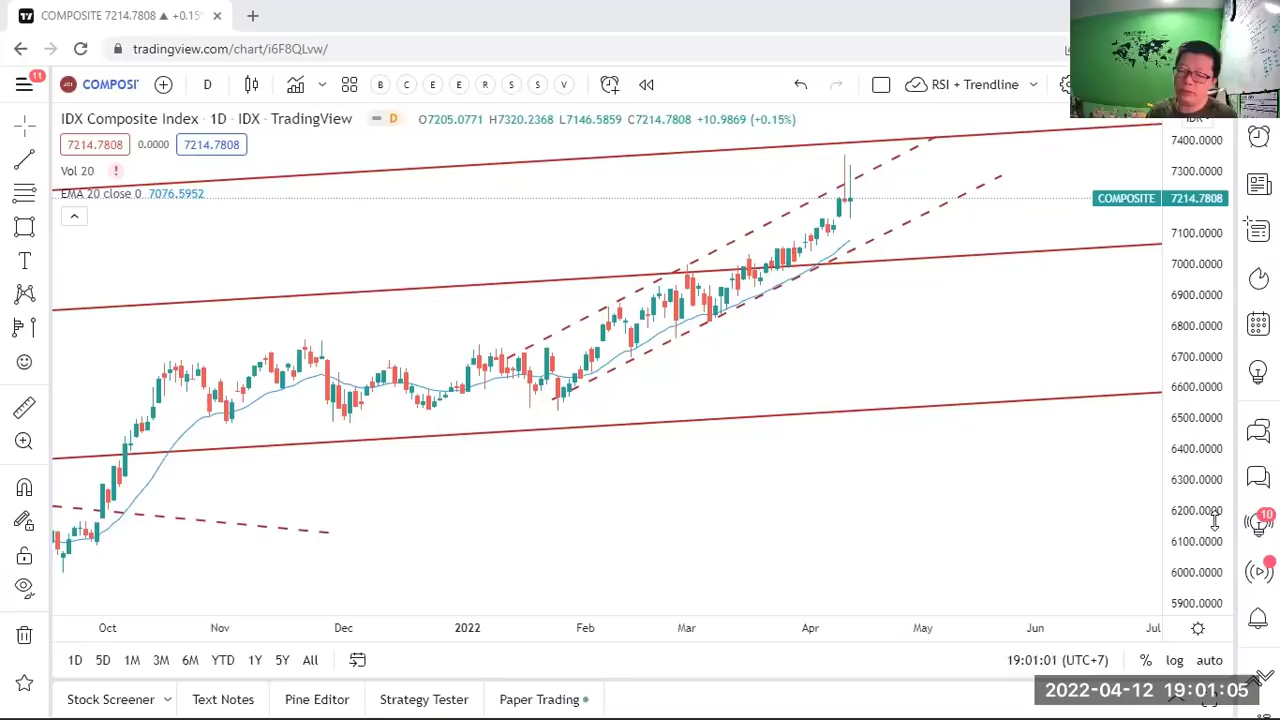 COMPOSITE 7214.7808 ▲ +0.15
tradingview.com/chart/i6F8QLvw/
11
COMPOSI
D
B C E E R S S V
RSI + Trendline
IDX Composite Index · 1D · IDX · TradingView
D
O7205.0771 H7320.2368 L7146.5859 C7214.7808 +10.9869 (+0.15%)
7214.7808 0.0000 7214.7808
Vol 20 !
EMA 20 close 0 7076.5952
7400.0000
7300.0000
COMPOSITE 7214.7808
7100.0000
7000.0000
6900.0000
6800.0000
6700.0000
6600.0000
6500.0000
6400.0000
6300.0000
6200.0000
6100.0000
6000.0000
5900.0000
10
Oct Nov Dec 2022 Feb Mar Apr May Jun Jul
1D 5D 1M 3M 6M YTD 1Y 5Y All
19:01:01 (UTC+7) % log auto
Stock Screener Text Notes Pine Editor Strategy Tester Paper Trading
2022-04-12 19:01:05